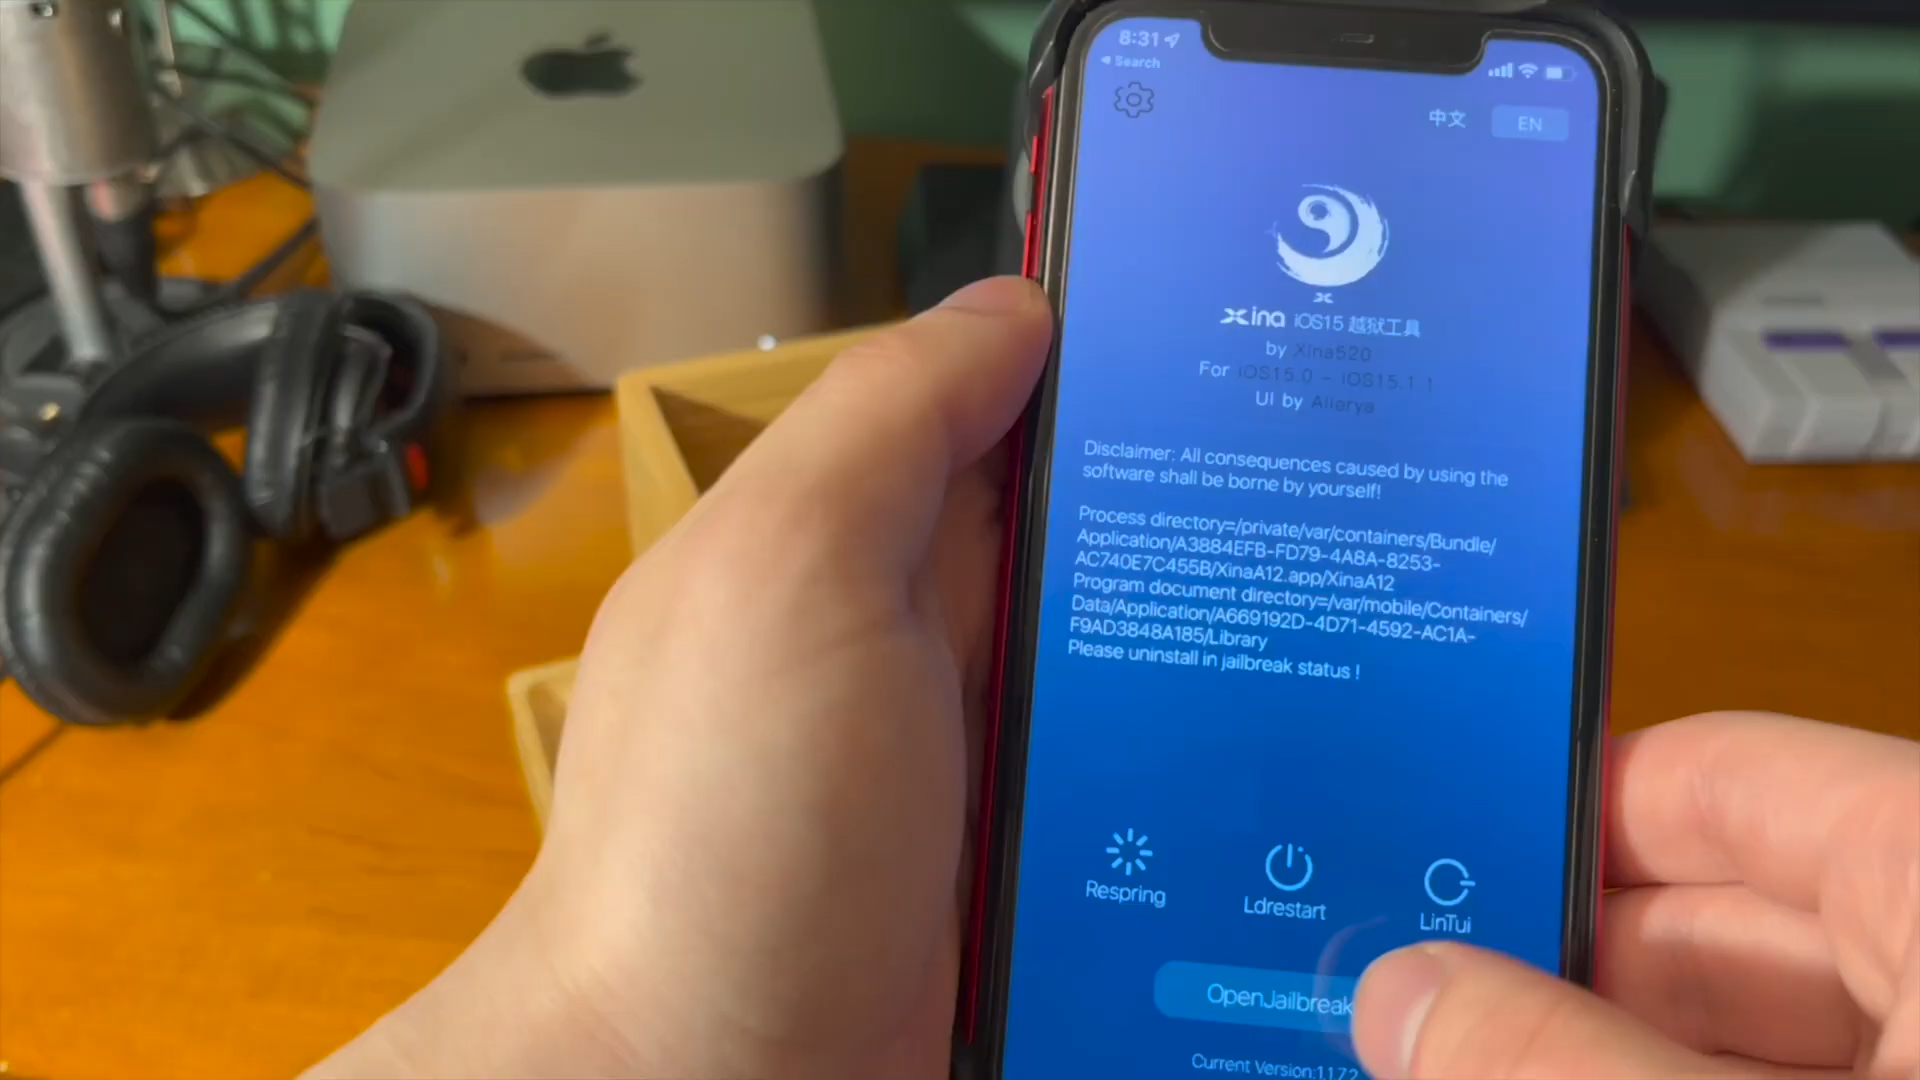 8:31
Search
中文
EN
Xina iOS15 越狱工具
by Xina520
For iOS15.0 - iOS15.1.1
UI by Allarya
Disclaimer: All consequences caused by using the
software shall be borne by yourself!
Process directory=/private/var/containers/Bundle/
Application/A3884EFB-FD79-4A8A-8253-
AC740E7C455B/XinaA12.app/XinaA12
Program document directory=/var/mobile/Containers/
Data/Application/A669192D-4D71-4592-AC1A-
F9AD3848A185/Library
Please uninstall in jailbreak status !
Respring
Ldrestart
LinTui
OpenJailbreak
Current Version:1.1.7.2